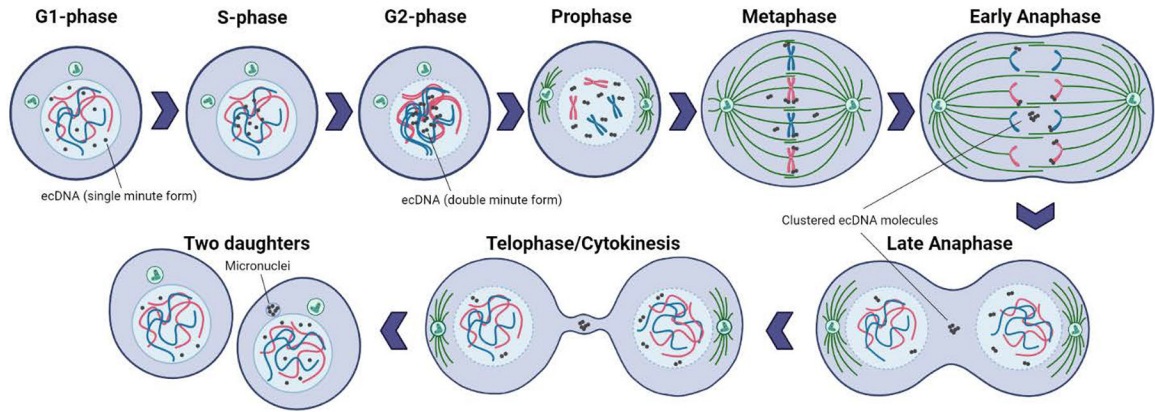 G1-phase
S-phase
G2-phase
Prophase
Metaphase
Early Anaphase
ecDNA (single minute form)
ecDNA (double minute form)
Clustered ecDNA molecules
Two daughters
Micronuclei
Telophase/Cytokinesis
Late Anaphase